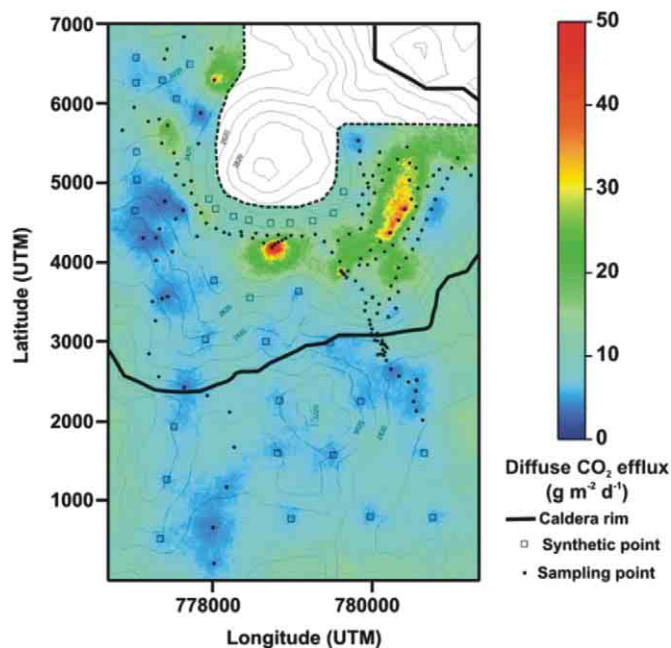 7000
6000
5000
4000
3000
2000
1000
Latitude (UTM)
778000
780000
Longitude (UTM)
50
40
30
20
10
0
Diffuse CO₂ efflux
(g m⁻² d⁻¹)
Caldera rim
Synthetic point
Sampling point